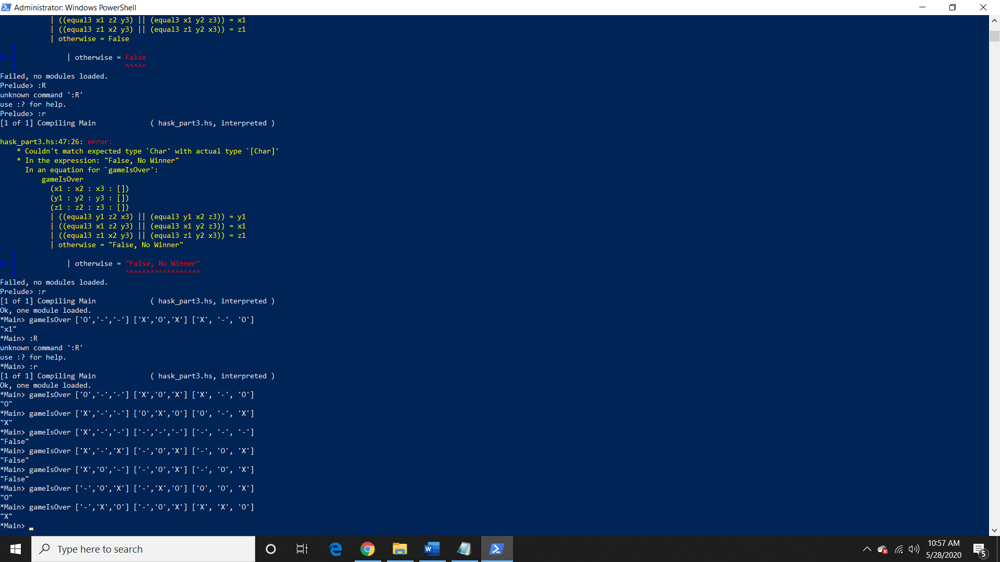 Administrator: Windows PowerShell
| ((equal3 x1 z2 y3) || (equal3 x1 y2 z3)) = x1
| ((equal3 z1 x2 y3) || (equal3 z1 y2 x3)) = z1
| otherwise = False
47 | | otherwise = False
^^^^^
Failed, no modules loaded.
Prelude> :R
unknown command ':R'
use :? for help.
Prelude> :r
[1 of 1] Compiling Main ( hask_part3.hs, interpreted )
hask_part3.hs:47:26: error:
* Couldn't match expected type `Char' with actual type `[Char]'
* In the expression: "False, No Winner"
In an equation for `gameIsOver':
gameIsOver
(x1 : x2 : x3 : [])
(y1 : y2 : y3 : [])
(z1 : z2 : z3 : [])
| ((equal3 y1 z2 x3) || (equal3 y1 x2 z3)) = y1
| ((equal3 x1 z2 y3) || (equal3 x1 y2 z3)) = x1
| ((equal3 z1 x2 y3) || (equal3 z1 y2 x3)) = z1
| otherwise = "False, No Winner"
47 | | otherwise = "False, No Winner"
^^^^^^^^^^^^^^^^^^
Failed, no modules loaded.
Prelude> :r
[1 of 1] Compiling Main ( hask_part3.hs, interpreted )
Ok, one module loaded.
*Main> gameIsOver ['O','-','-'] ['X','O','X'] ['X', '-', 'O']
"x1"
*Main> :R
unknown command ':R'
use :? for help.
*Main> :r
[1 of 1] Compiling Main ( hask_part3.hs, interpreted )
Ok, one module loaded.
*Main> gameIsOver ['O','-','-'] ['X','O','X'] ['X', '-', 'O']
"O"
*Main> gameIsOver ['X','-','-'] ['O','X','O'] ['O', '-', 'X']
"X"
*Main> gameIsOver ['X','-','-'] ['-','-','-'] ['-', '-', '-']
"False"
*Main> gameIsOver ['X','-','X'] ['-','O','X'] ['-', 'O', 'X']
"False"
*Main> gameIsOver ['X','O','-'] ['-','O','X'] ['-', 'O', 'X']
"False"
*Main> gameIsOver ['-','O','X'] ['-','X','O'] ['O', 'O', 'X']
"O"
*Main> gameIsOver ['-','X','O'] ['-','O','X'] ['X', 'X', 'O']
"X"
*Main>
Type here to search
10:57 AM
5/28/2020
5